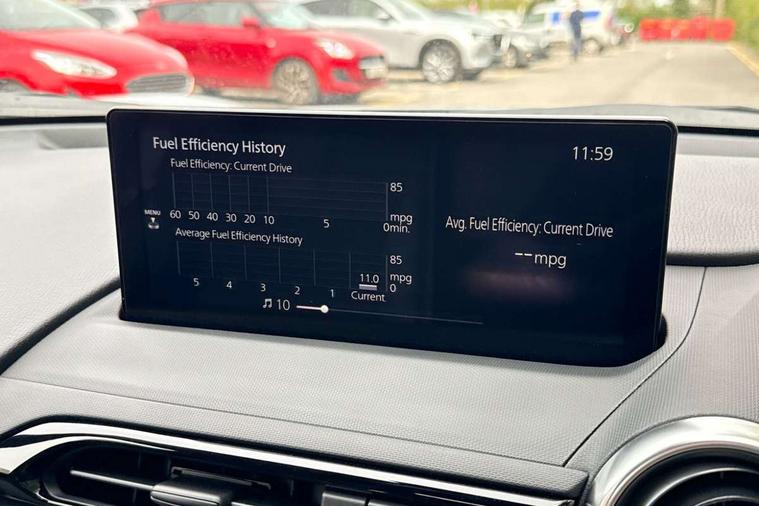 Fuel Efficiency History
11:59
Fuel Efficiency: Current Drive
85
MENU
60 50 40 30 20 10 5 0min.
mpg
Avg. Fuel Efficiency: Current Drive
--mpg
Average Fuel Efficiency History
85
mpg
11.0
0
5 4 3 2 1 Current
10